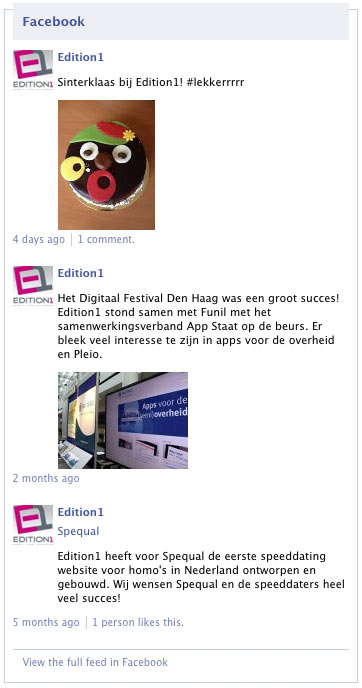 Facebook
EDITION1
Edition1
Sinterklaas bij Edition1! #lekkerrrrr
4 days ago | 1 comment.
EDITION1
Edition1
Het Digitaal Festival Den Haag was een groot succes!
Edition1 stond samen met Funil met het
samenwerkingsverband App Staat op de beurs. Er
bleek veel interesse te zijn in apps voor de overheid
en Pleio.
Apps voor de
(semi)overheid
2 months ago
EDITION1
Edition1
Spequal
Edition1 heeft voor Spequal de eerste speeddating
website voor homo's in Nederland ontworpen en
gebouwd. Wij wensen Spequal en de speeddaters heel
veel succes!
5 months ago | 1 person likes this.
View the full feed in Facebook